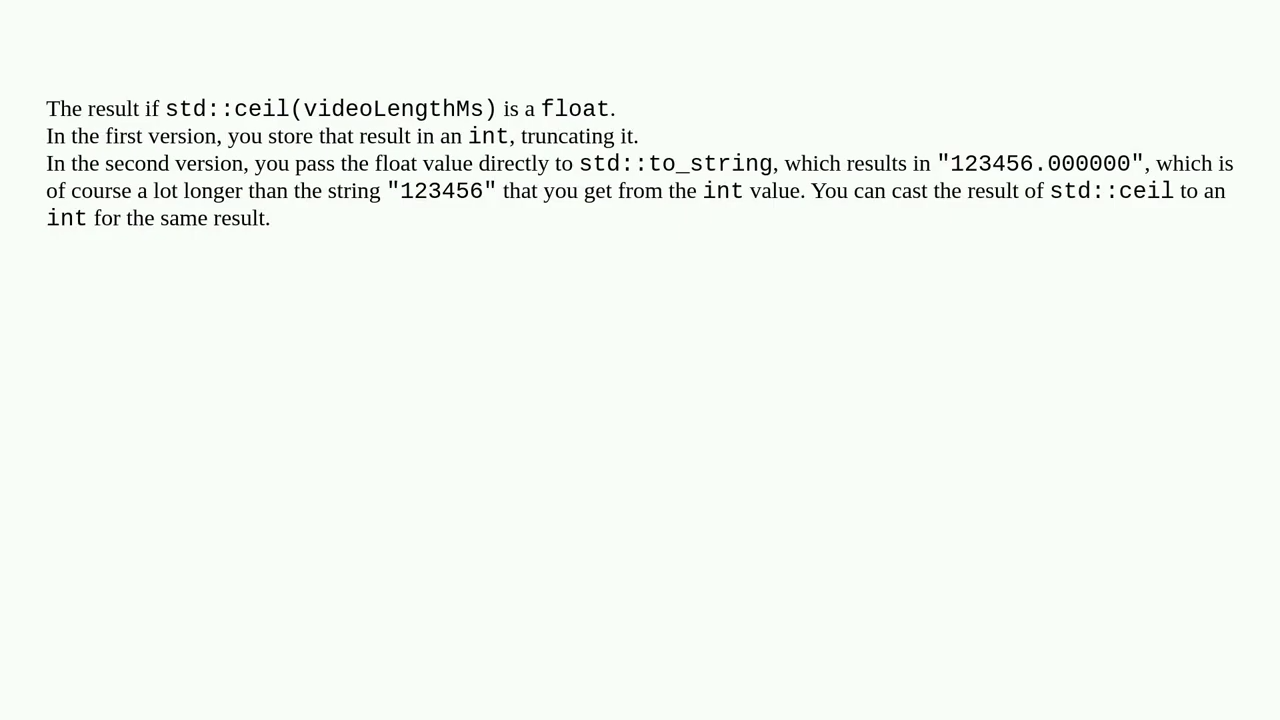 The result if std::ceil(videoLengthMs) is a float.
In the first version, you store that result in an int, truncating it.
In the second version, you pass the float value directly to std::to_string, which results in "123456.000000", which is
of course a lot longer than the string "123456" that you get from the int value. You can cast the result of std::ceil to an
int for the same result.